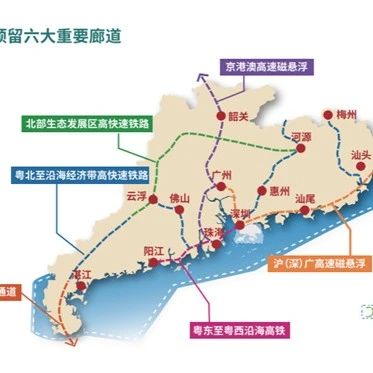 预留六大重要廊道
京港澳高速磁悬浮
韶关
梅州
北部生态发展区高快速铁路
河源
汕头
粤北至沿海经济带高快速铁路
广州
惠州
云浮
佛山
汕尾
深圳
珠海
阳江
沪(深)广高速磁悬浮
湛江
通道
粤东至粤西沿海高铁